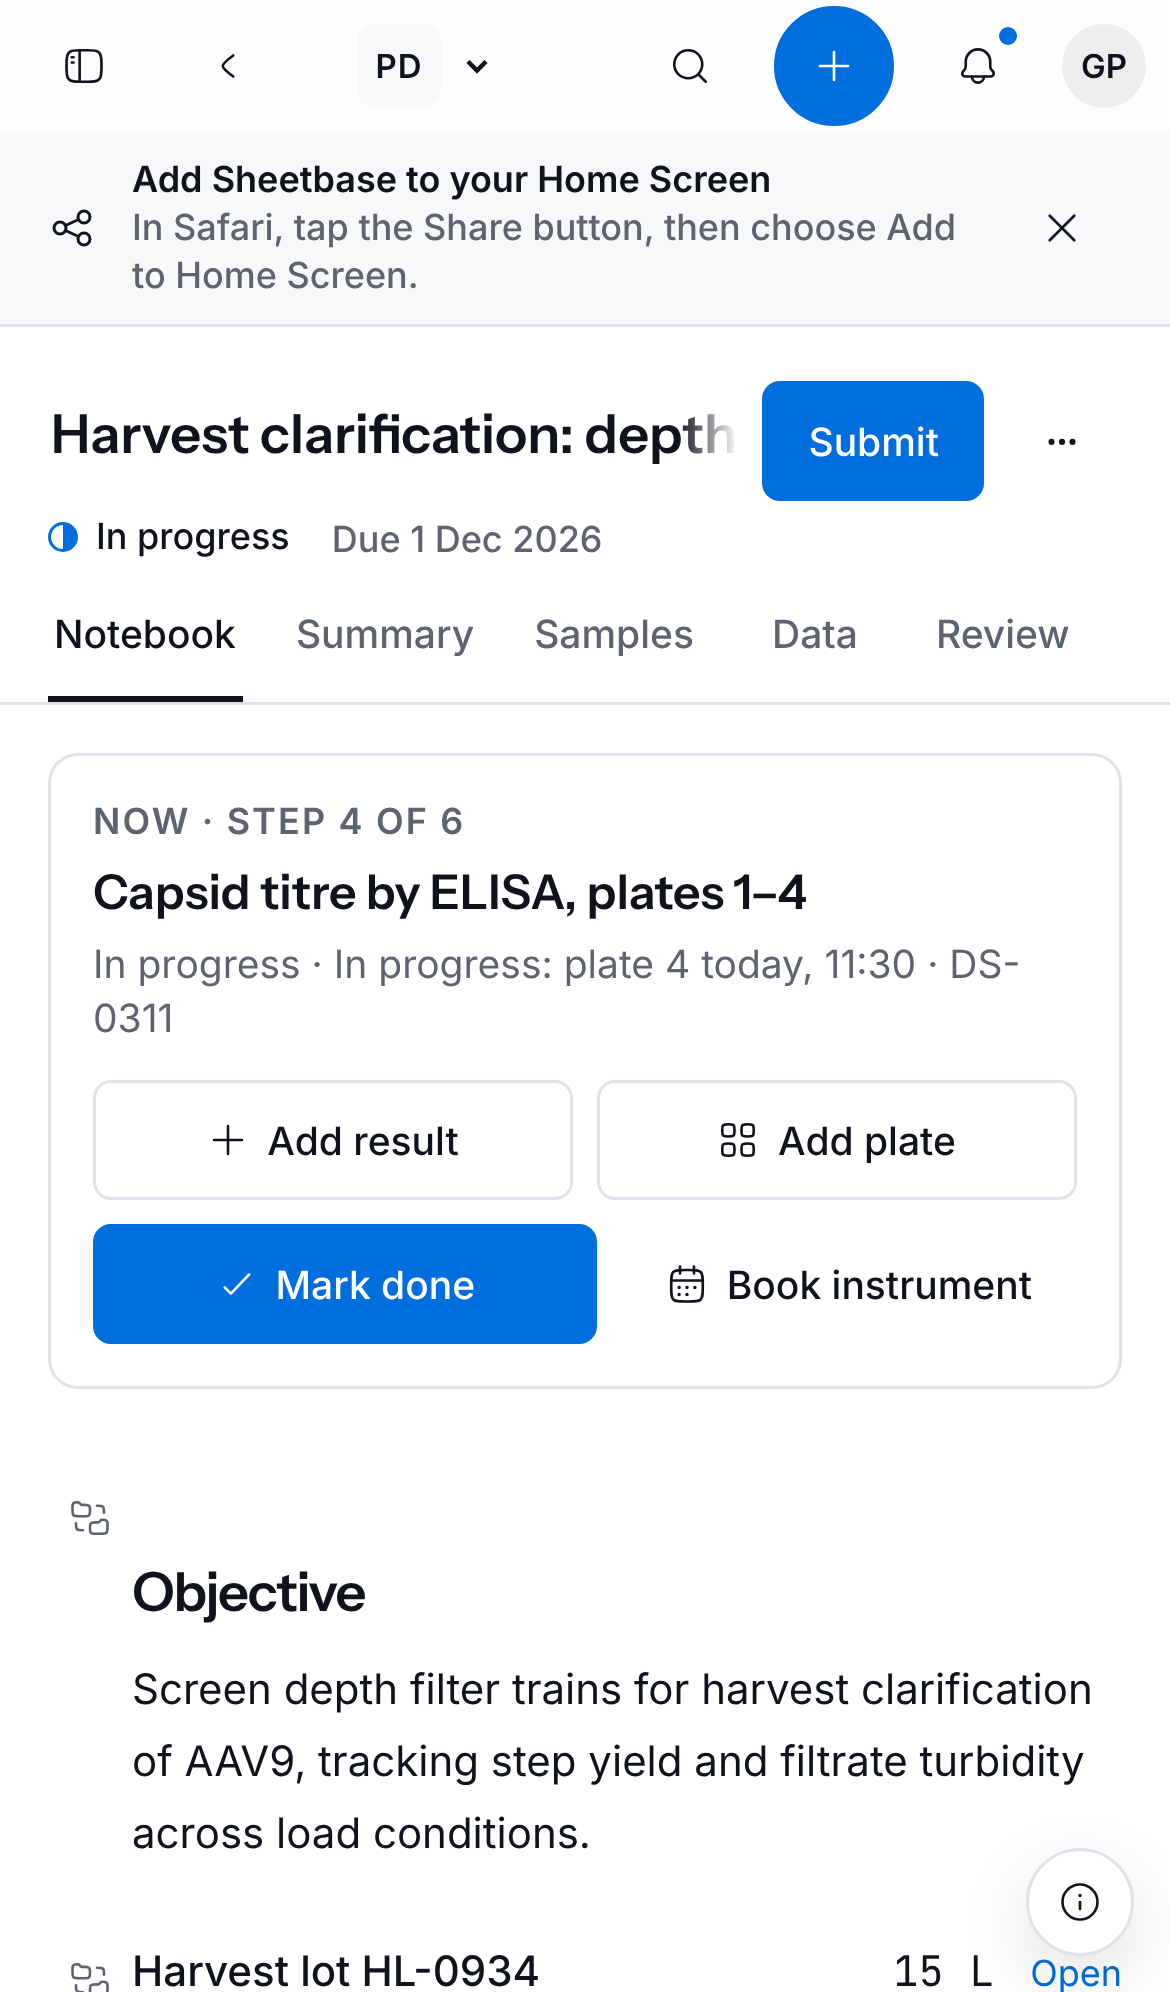 PD
GP
Add Sheetbase to your Home Screen
In Safari, tap the Share button, then choose Add
to Home Screen.
Harvest clarification: depth
Submit
In progress
Due 1 Dec 2026
Notebook
Summary
Samples
Data
Review
NOW · STEP 4 OF 6
Capsid titre by ELISA, plates 1–4
In progress · In progress: plate 4 today, 11:30 · DS-
0311
Add result
Add plate
Mark done
Book instrument
Objective
Screen depth filter trains for harvest clarification
of AAV9, tracking step yield and filtrate turbidity
across load conditions.
Harvest lot HL-0934
15 L
Open